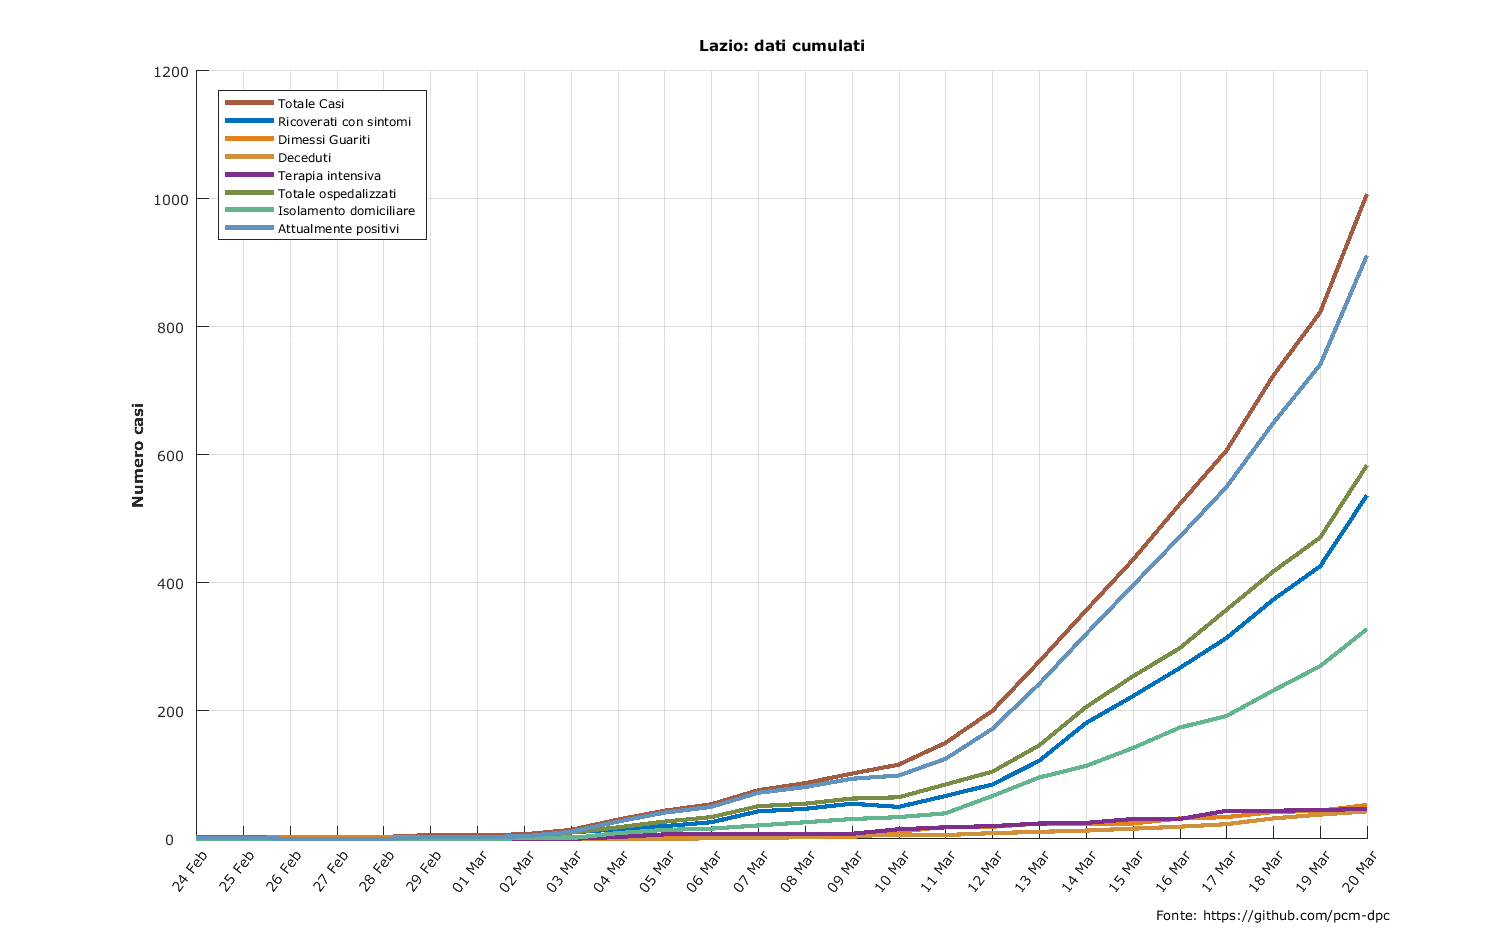 Lazio: dati cumulati
1200
1000
800
600
400
200
0
Numero casi
Totale Casi
Ricoverati con sintomi
Dimessi Guariti
Deceduti
Terapia intensiva
Totale ospedalizzati
Isolamento domiciliare
Attualmente positivi
24 Feb
25 Feb
26 Feb
27 Feb
28 Feb
29 Feb
01 Mar
02 Mar
03 Mar
04 Mar
05 Mar
06 Mar
07 Mar
08 Mar
09 Mar
10 Mar
11 Mar
12 Mar
13 Mar
14 Mar
15 Mar
16 Mar
17 Mar
18 Mar
19 Mar
20 Mar
Fonte: https://github.com/pcm-dpc